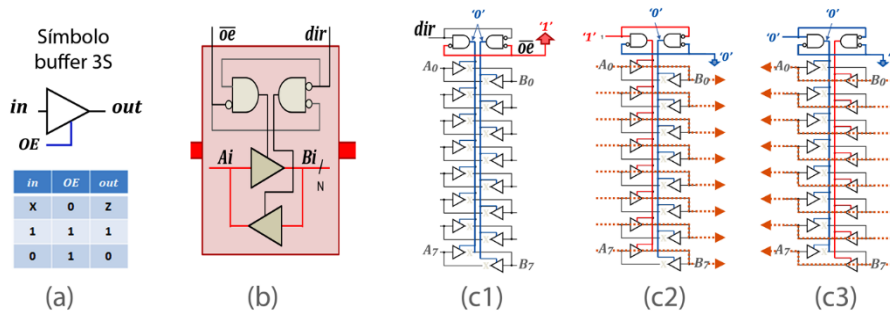 Símbolo
buffer 3S
in
out
OE
in OE out
X 0 Z
1 1 1
0 1 0
(a)
oe
dir
Ai
Bi
N
(b)
'0'
dir
'1'
oe
A0
B0
A7
B7
(c1)
'0'
'1'
'0'
A0
B0
A7
B7
(c2)
'0'
'0'
A0
B0
A7
B7
(c3)